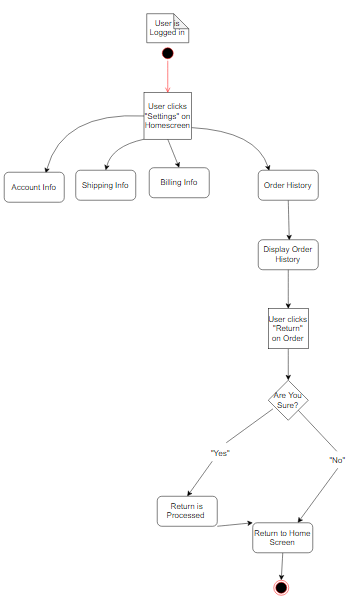 User is
Logged in
User clicks
"Settings" on
Homescreen
Account Info
Shipping Info
Billing Info
Order History
Display Order
History
User clicks
"Return"
on Order
Are You
Sure?
"Yes"
"No"
Return is
Processed
Return to Home
Screen